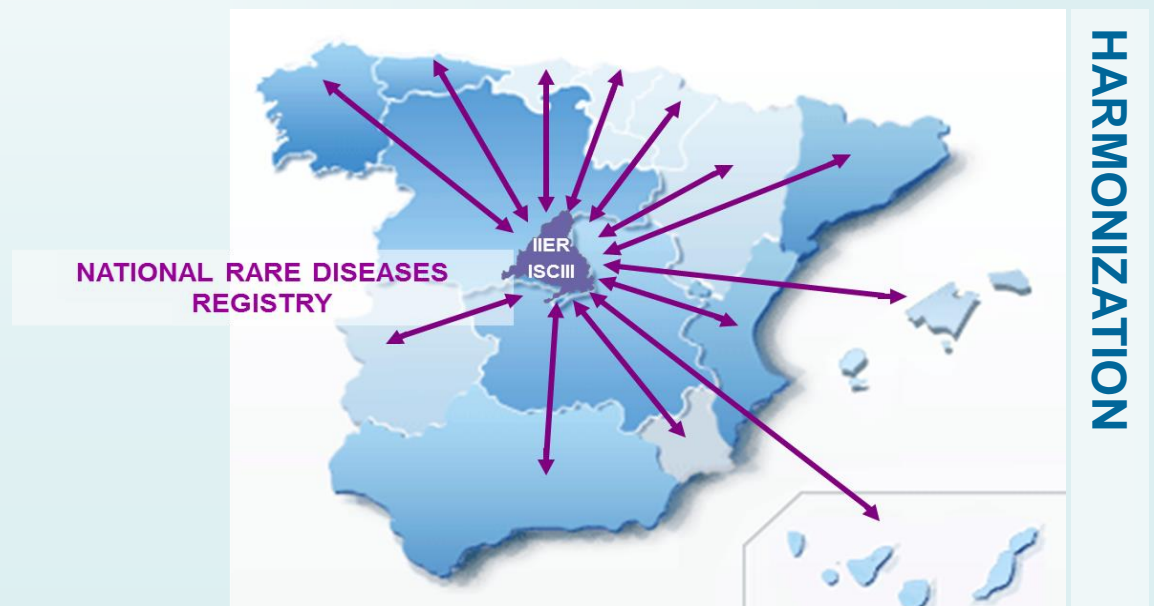 HARMONIZATION
IIER
ISCIII
NATIONAL RARE DISEASES
REGISTRY